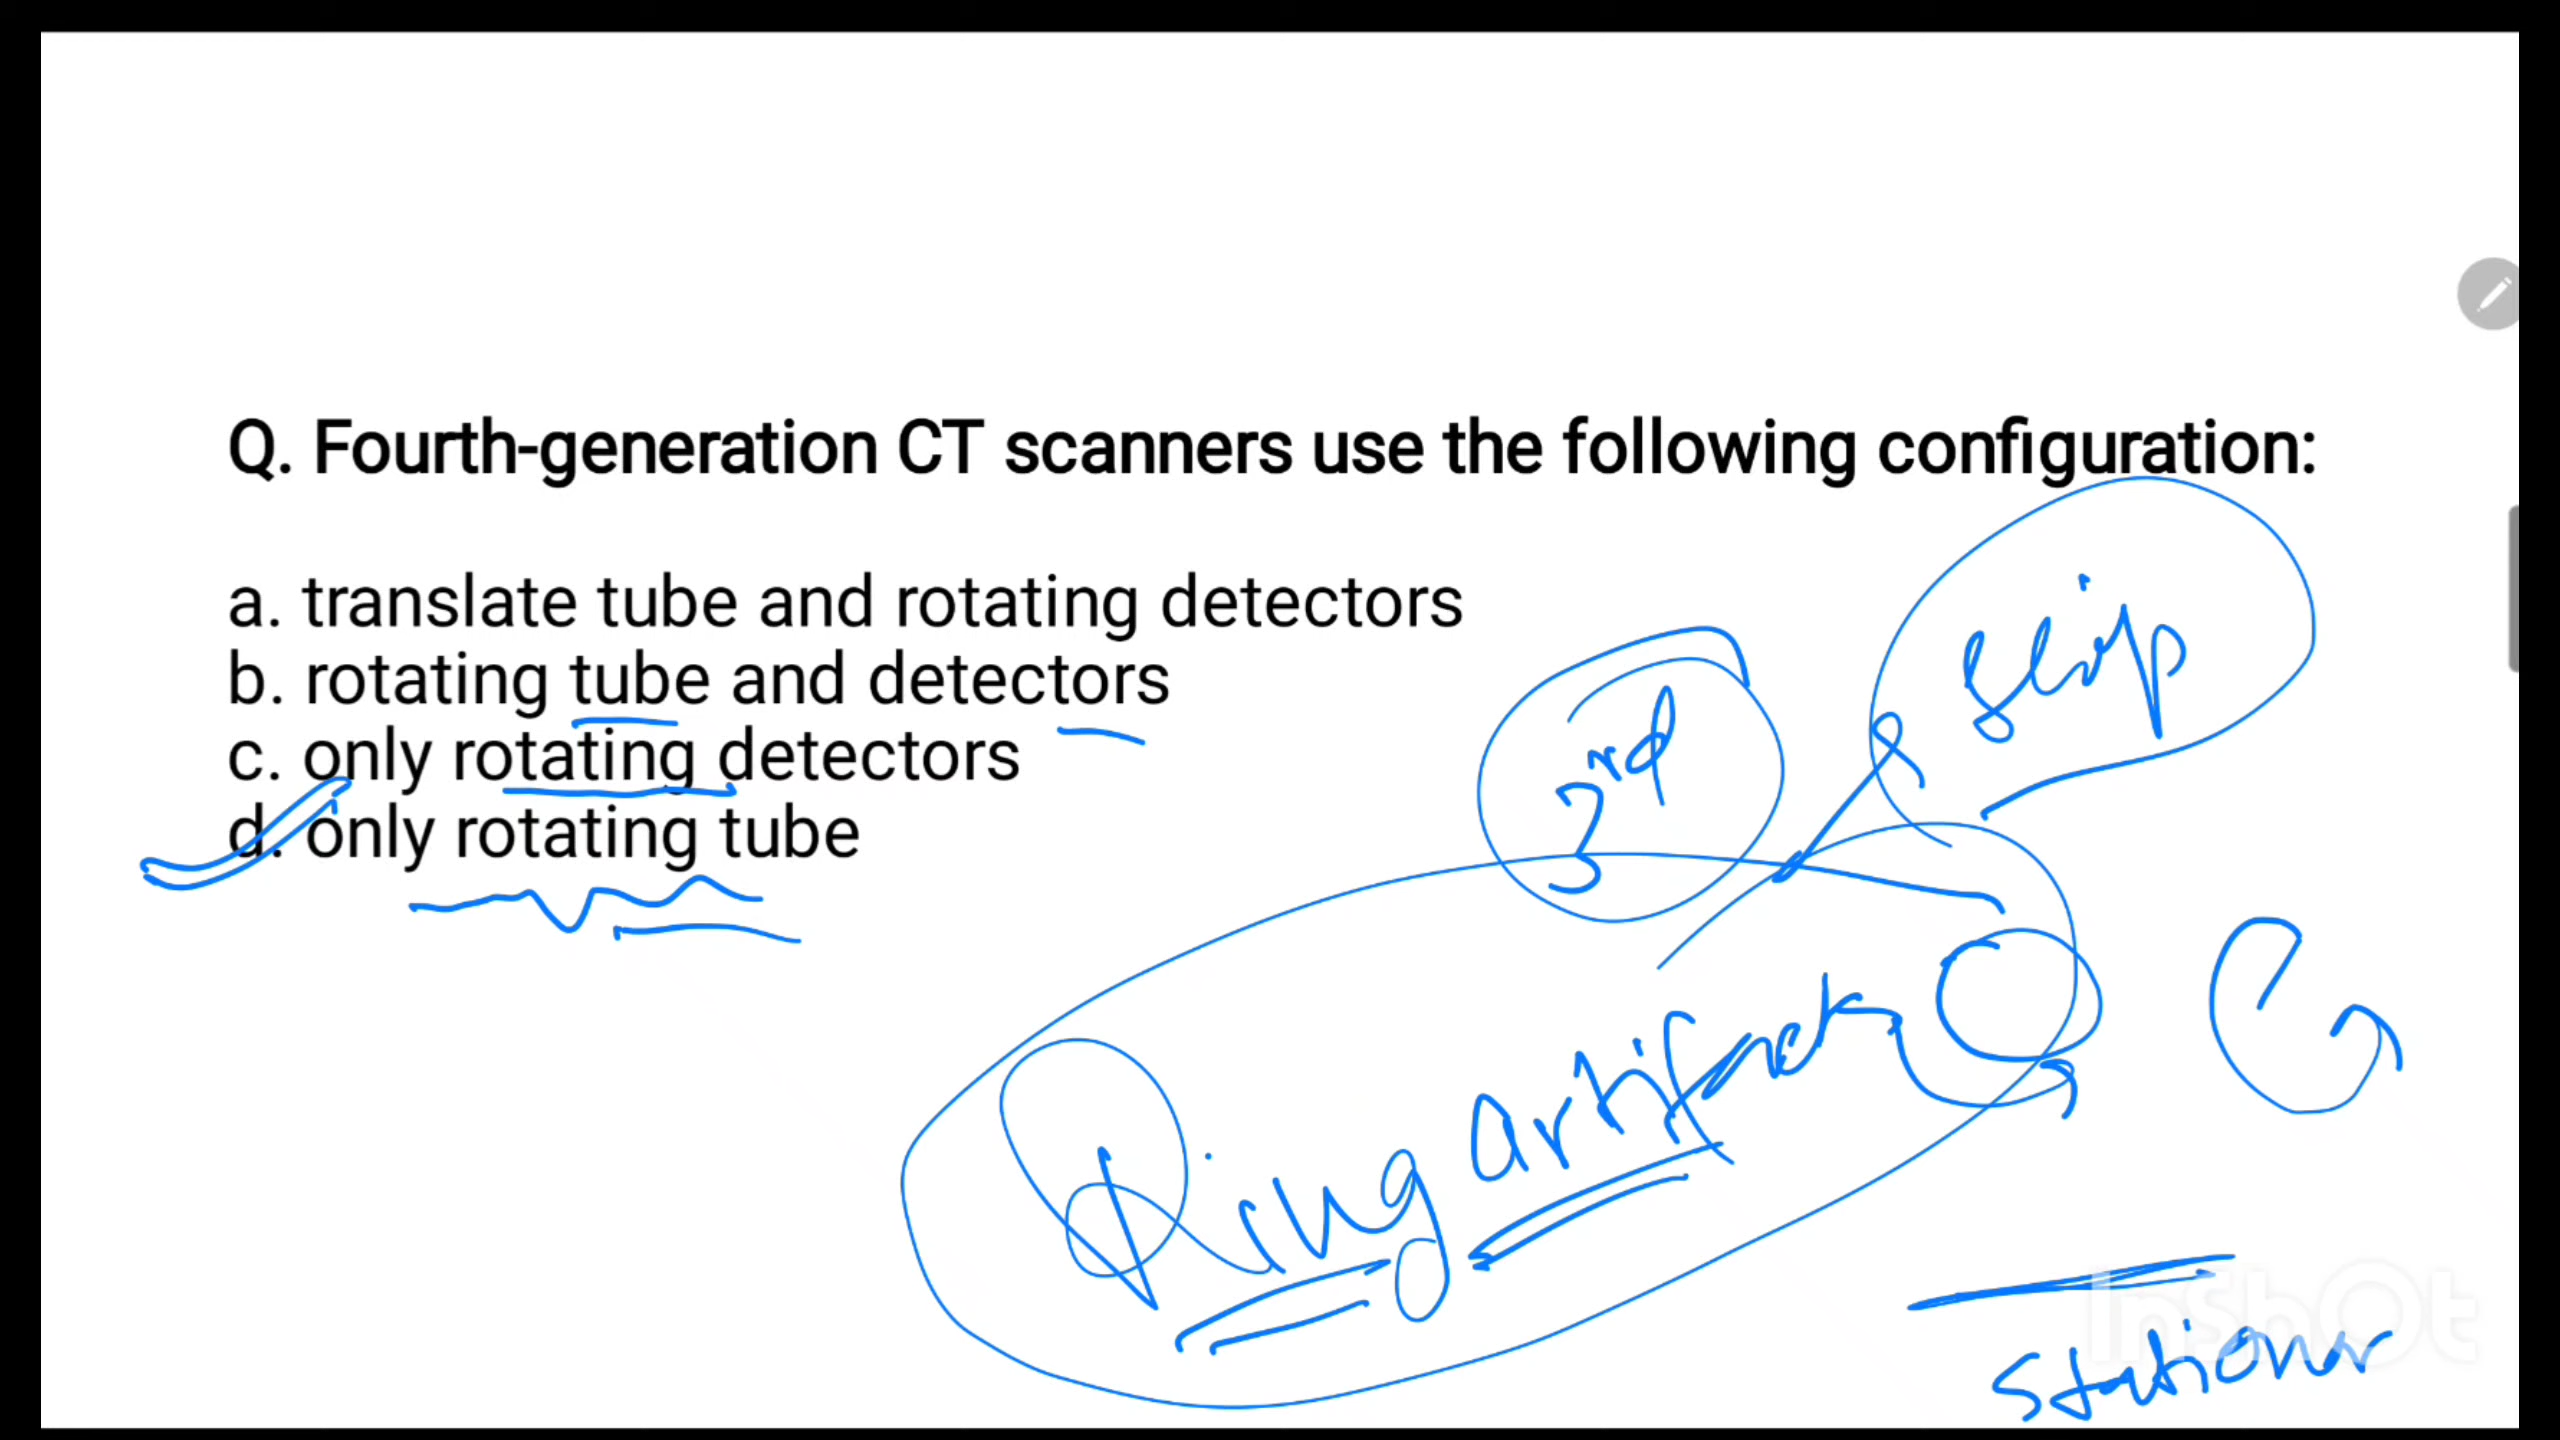 Q. Fourth-generation CT scanners use the following configuration:
a. translate tube and rotating detectors
b. rotating tube and detectors
c. only rotating detectors
d. only rotating tube
slip
3rd
Ring artifact
InShOt